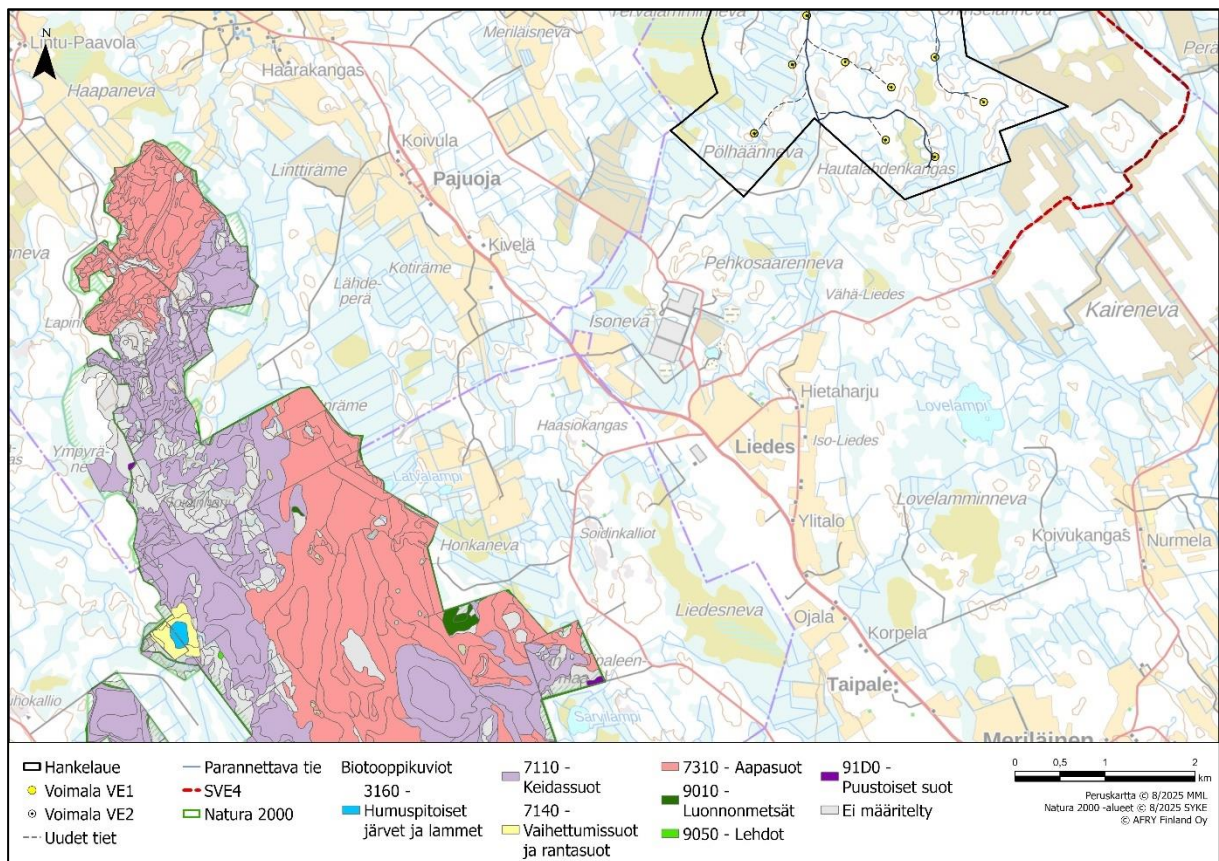 N
Lintu-Paavola
Haapaneva
Haarakangas
Meriläisneva
Tervalamminneva
Koivula
Linttiräme
Pajuoja
Pölhäänneva
Hautalahdenkangas
Kivelä
Kotiräme
Lähde-
perä
Pehkosaarenneva
Vähä-Liedes
Isoneva
Kaireneva
Hietaharju
Lovelampi
Haasiokangas
Liedes
Iso-Liedes
Latvalampi
Lovelamminneva
Ylitalo
Soidinkalliot
Koivukangas
Honkaneva
Nurmela
Liedesneva
Ojala
Korpela
Taipale
Särvilampi
Meriläinen
Hankelaue
Voimala VE1
Voimala VE2
Uudet tiet
Parannettava tie
SVE4
Natura 2000
Biotooppikuviot
3160 -
Humuspitoiset
järvet ja lammet
7110 -
Keidassuot
7140 -
Vaihettumissuot
ja rantasuot
7310 - Aapasuot
9010 -
Luonnonmetsät
9050 - Lehdot
91D0 -
Puustoiset suot
Ei määritelty
0 0,5 1 2
km
Peruskartta © 8/2025 MML
Natura 2000 -alueet © 8/2025 SYKE
© AFRY Finland Oy